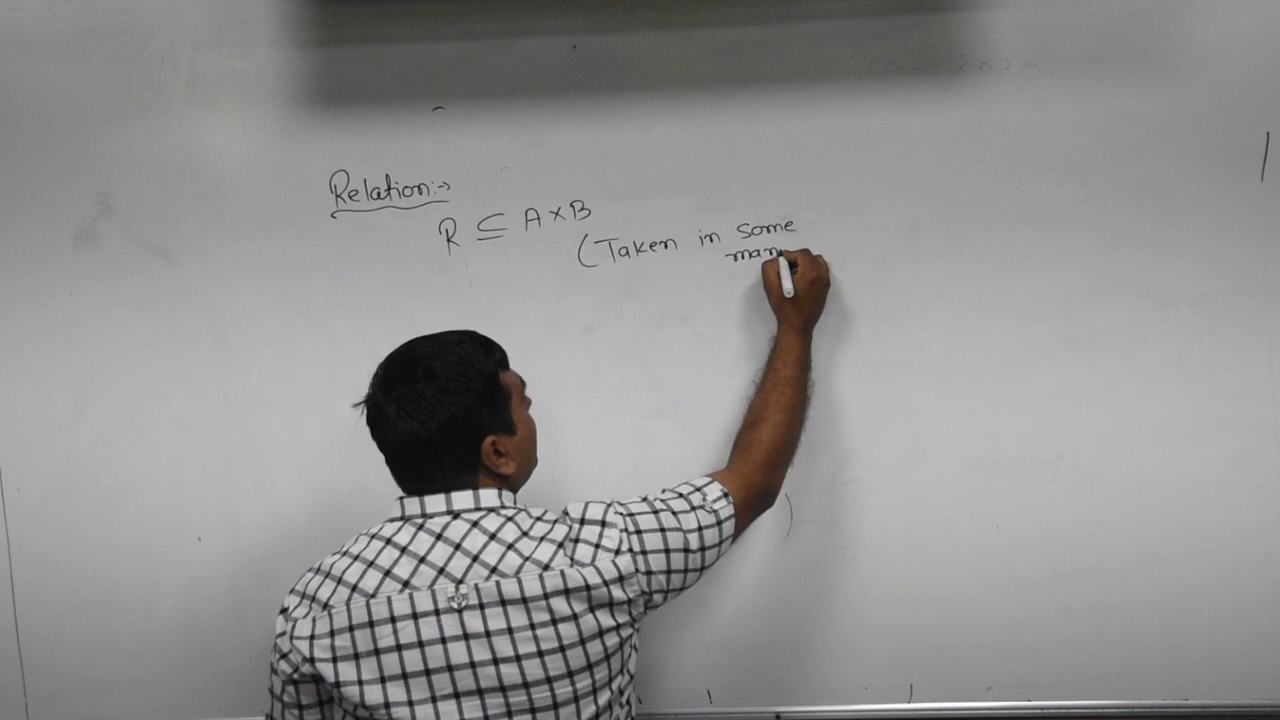 Relation:->
R ⊆ A×B
(Taken in some
man